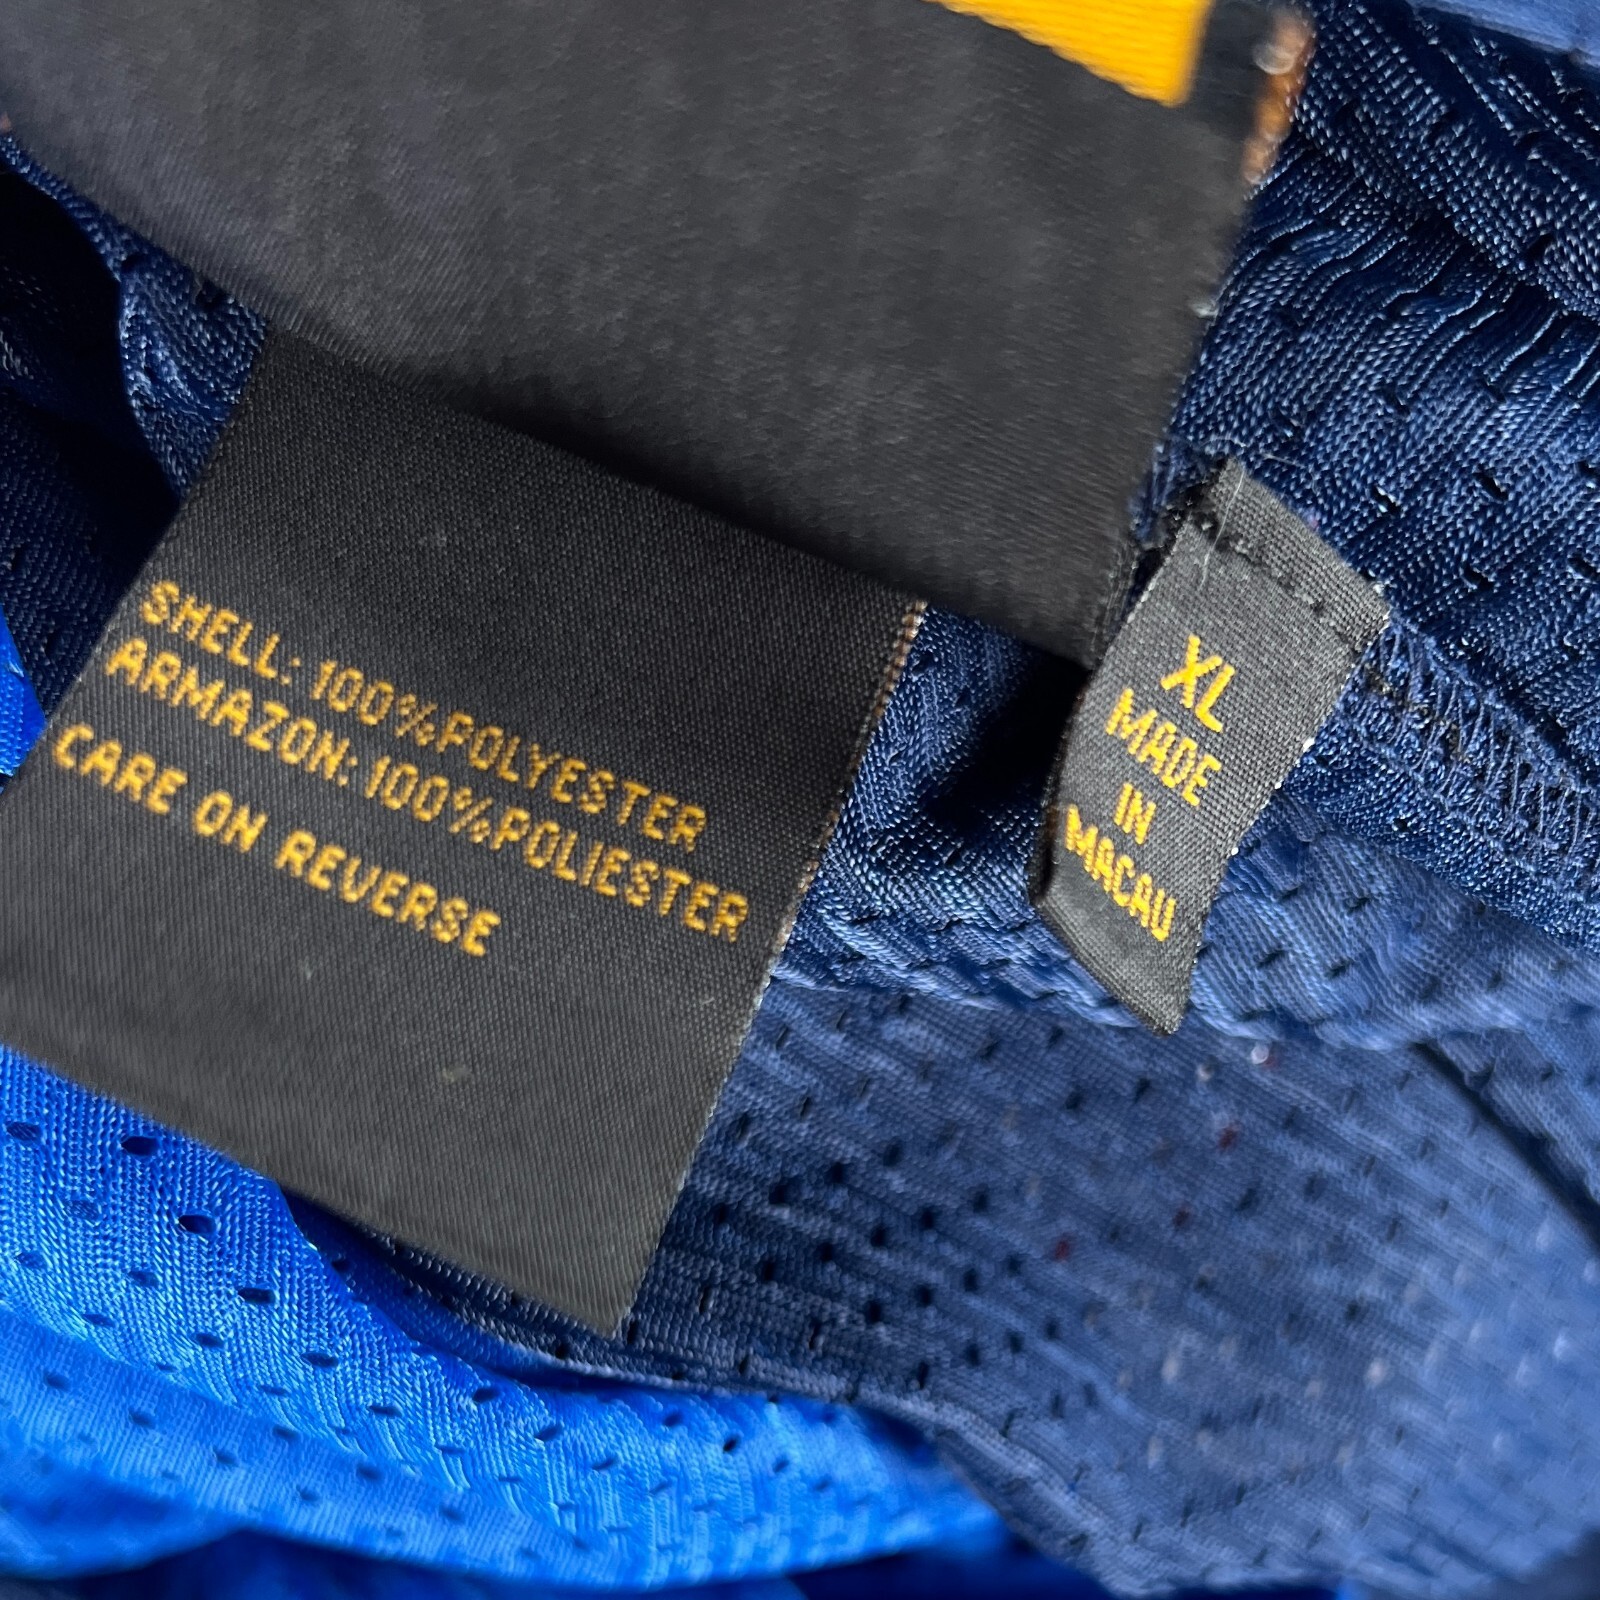 SHELL: 100%POLYESTER
ARMAZON: 100%POLIESTER
CARE ON REVERSE
XL
MADE
IN
MACAU